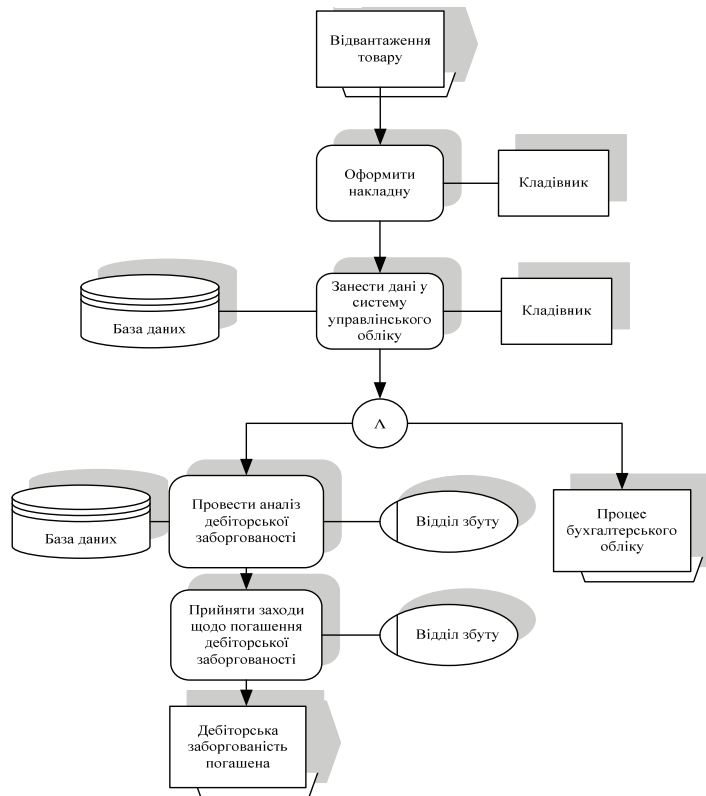 Відвантаження
товару
Оформити
накладну
Кладівник
Занести дані у
систему
управлінського
обліку
База даних
Кладівник
Λ
Провести аналіз
дебіторської
заборгованості
База даних
Відділ збуту
Процес
бухгалтерського
обліку
Прийняти заходи
щодо погашення
дебіторської
заборгованості
Відділ збуту
Дебіторська
заборгованість
погашена